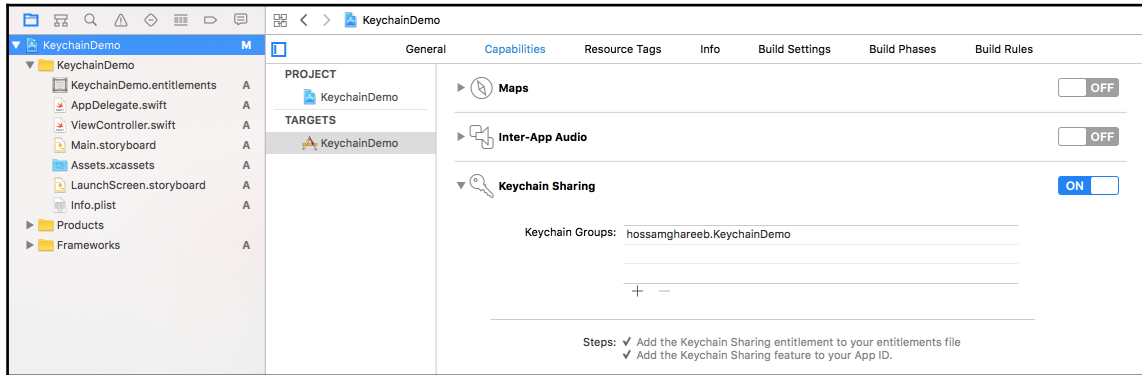 KeychainDemo
KeychainDemo M
General Capabilities Resource Tags Info Build Settings Build Phases Build Rules
KeychainDemo
KeychainDemo.entitlements A
AppDelegate.swift A
ViewController.swift A
Main.storyboard A
Assets.xcassets A
LaunchScreen.storyboard A
Info.plist A
Products
Frameworks A
PROJECT
KeychainDemo
TARGETS
KeychainDemo
Maps OFF
Inter-App Audio OFF
Keychain Sharing ON
Keychain Groups: hossamghareeb.KeychainDemo
Steps: ✓ Add the Keychain Sharing entitlement to your entitlements file
✓ Add the Keychain Sharing feature to your App ID.